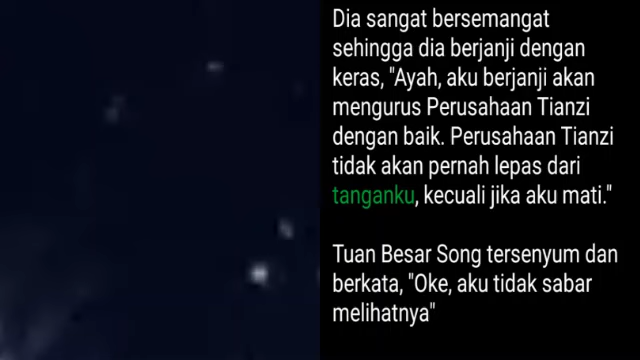 Dia sangat bersemangat
sehingga dia berjanji dengan
keras, "Ayah, aku berjanji akan
mengurus Perusahaan Tianzi
dengan baik. Perusahaan Tianzi
tidak akan pernah lepas dari
tanganku, kecuali jika aku mati."
Tuan Besar Song tersenyum dan
berkata, "Oke, aku tidak sabar
melihatnya"